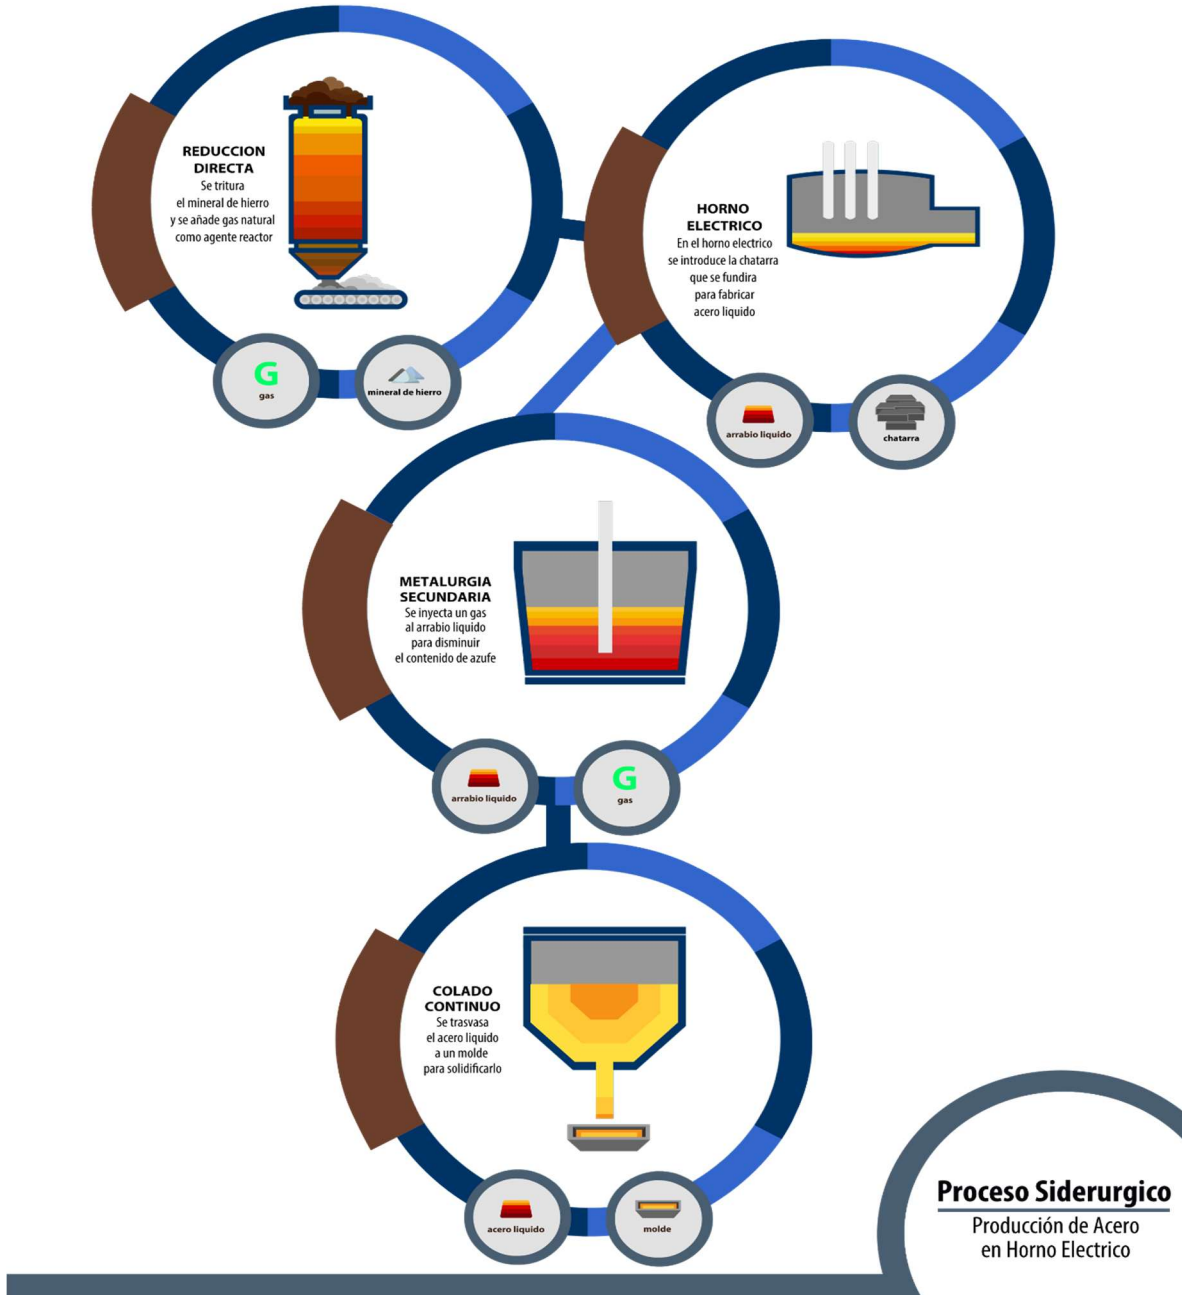 REDUCCION
DIRECTA
Se tritura
el mineral de hierro
y se añade gas natural
como agente reactor
G
gas
mineral de hierro
HORNO
ELECTRICO
En el horno electrico
se introduce la chatarra
que se fundira
para fabricar
acero liquido
arrabio liquido
chatarra
METALURGIA
SECUNDARIA
Se inyecta un gas
al arrabio liquido
para disminuir
el contenido de azufe
arrabio liquido
G
gas
COLADO
CONTINUO
Se trasvasa
el acero liquido
a un molde
para solidificarlo
acero liquido
molde
Proceso Siderurgico
Producción de Acero
en Horno Electrico